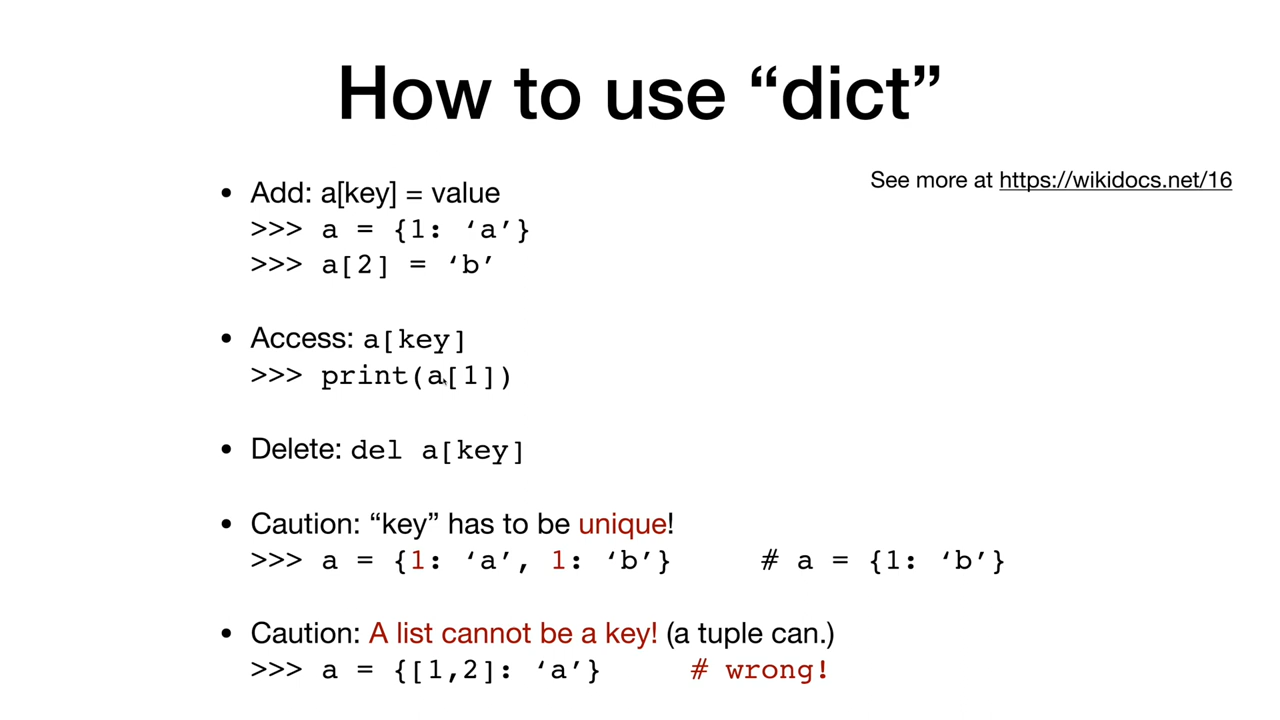 How to use “dict”
See more at https://wikidocs.net/16
• Add: a[key] = value
>>> a = {1: ‘a’}
>>> a[2] = ‘b’
• Access: a[key]
>>> print(a[1])
• Delete: del a[key]
• Caution: “key” has to be unique!
>>> a = {1: ‘a’, 1: ‘b’} # a = {1: ‘b’}
• Caution: A list cannot be a key! (a tuple can.)
>>> a = {[1,2]: ‘a’} # wrong!